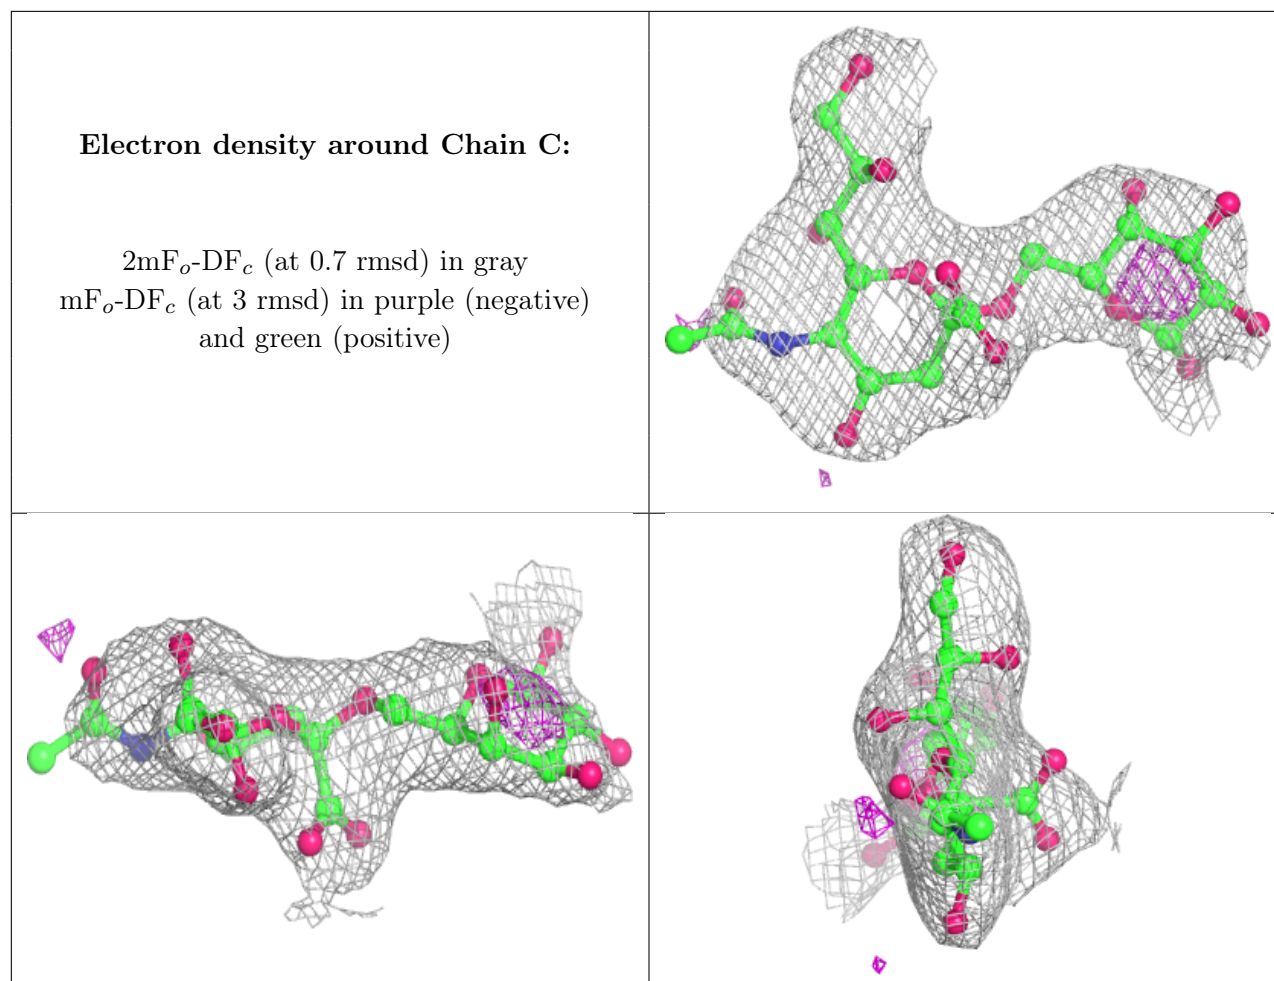 Electron density around Chain C:
2mF_o-DF_c (at 0.7 rmsd) in gray
mF_o-DF_c (at 3 rmsd) in purple (negative)
and green (positive)